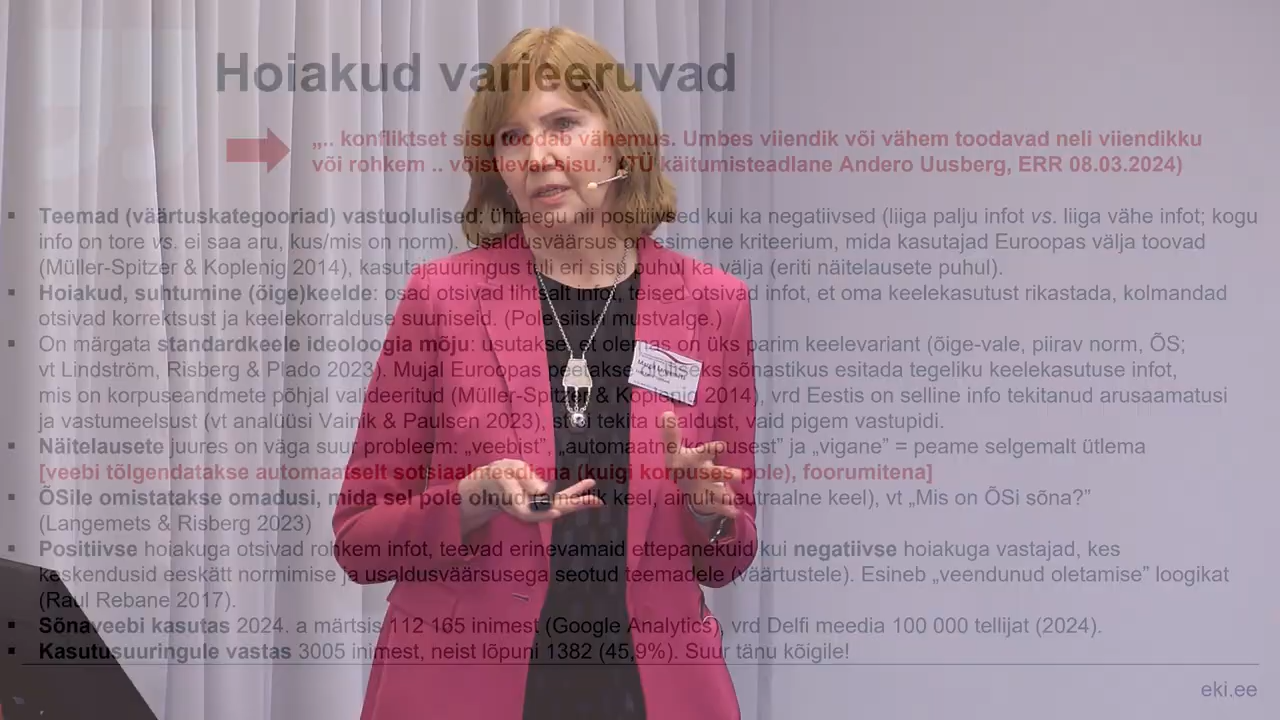 Hoiakud varieeruvad
„.. konfliktset sisu toodab vähemus. Umbes viiendik või vähem toodavad neli viiendikku
või rohkem .. võistlevat sisu.” (TÜ käitumisteadlane Andero Uusberg, ERR 08.03.2024)
▪ Teemad (väärtuskategooriad) vastuolulised: ühtaegu nii positiivsed kui ka negatiivsed (liiga palju infot vs. liiga vähe infot; kogu
info on tore vs. ei saa aru, kus/mis on norm). Usaldusväärsus on esimene kriteerium, mida kasutajad Euroopas välja toovad
(Müller-Spitzer & Koplenig 2014), kasutajauuringus tuli eri sisu puhul ka välja (eriti näitelausete puhul).
▪ Hoiakud, suhtumine (õige)keelde: osad otsivad lihtsalt infot, teised otsivad infot, et oma keelekasutust rikastada, kolmandad
otsivad korrektsust ja keelekorralduse suuniseid. (Pole siiski mustvalge.)
▪ On märgata standardkeele ideoloogia mõju: usutakse, et olemas on üks parim keelevariant (õige-vale, piirav norm, ÕS;
vt Lindström, Risberg & Plado 2023). Mujal Euroopas peetakse sõnastikus esitada tegeliku keelekasutuse infot,
mis on korpuseandmete põhjal valideeritud (Müller-Spitzer & Koplenig 2014), vrd Eestis on selline info tekitanud arusaamatusi
ja vastumeelsust (vt analüüsi Vainik & Paulsen 2023), st ei tekita usaldust, vaid pigem vastupidi.
▪ Näitelausete juures on väga suur probleem: „veebist” „automaatne” ja „vigane” = peame selgemalt ütlema
[veebi tõlgendatakse automaatselt sotsiaalmeediana (kuigi korpuses pole), foorumitena]
▪ ÕSile omistatakse omadusi, mida sel pole olnud keel, ainult neutraalne keel), vt „Mis on ÕSi sõna?”
(Langemets & Risberg 2023)
▪ Positiivse hoiakuga otsivad rohkem infot, teevad erinevamaid ettepanekuid kui negatiivse hoiakuga vastajad, kes
keskendusid eeskätt normimise ja usaldusväärsusega seotud teemadele (väärtustele). Esineb „veendunud oletamise” loogikat
(Raul Rebane 2017).
▪ Sõnaveebi kasutas 2024. a märtsis 112 165 inimest (Google Analytics), vrd Delfi meedia 100 000 tellijat (2024).
▪ Kasutusuuringule vastas 3005 inimest, neist lõpuni 1382 (45,9%). Suur tänu kõigile!
eki.ee